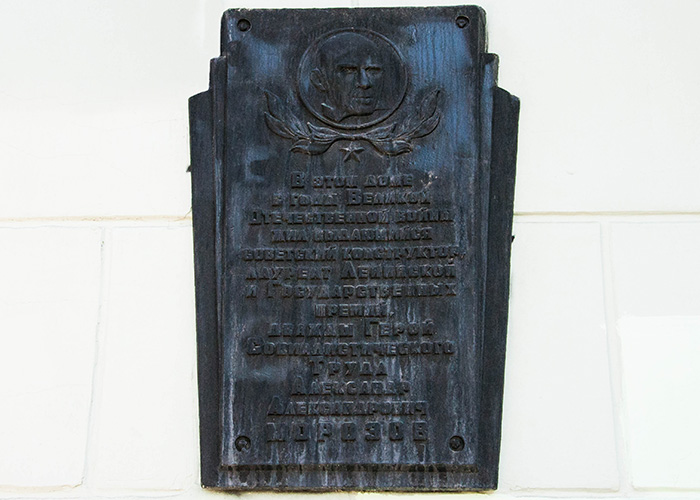 В этом доме
в годы Великой
Отечественной войны
жил выдающийся
советский конструктор,
лауреат Ленинской
и Государственных
премий,
дважды Герой
Социалистического
Труда
Александр
Александрович
МОРОЗОВ